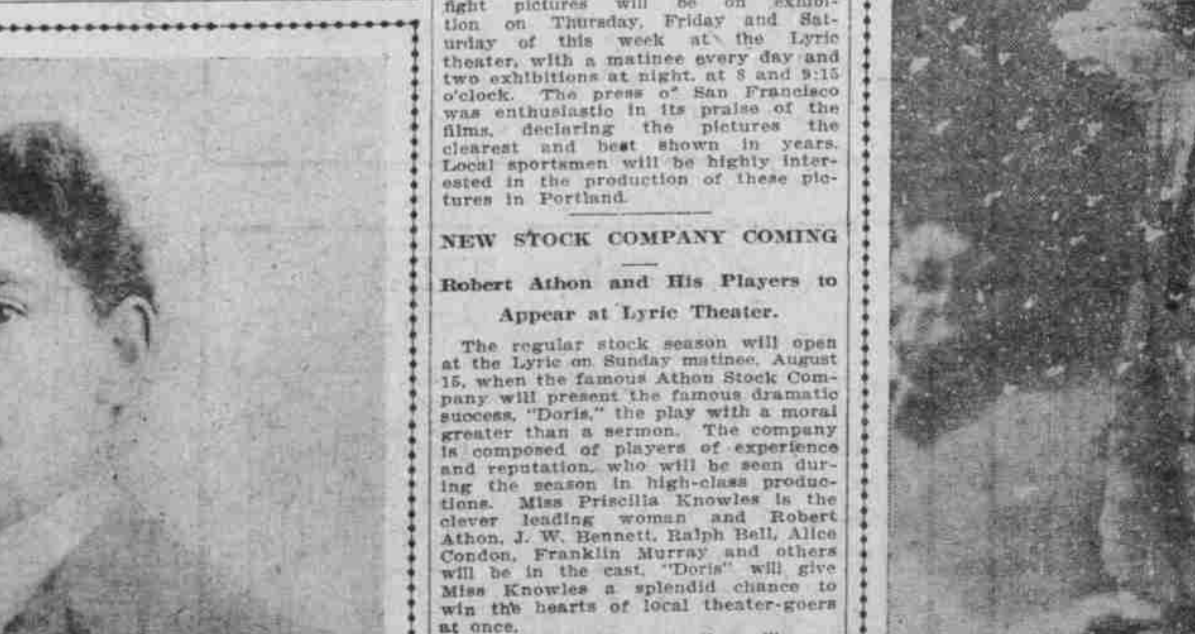 fight pictures will be on exhibi-
tion on Thursday, Friday and Sat-
urday of this week at the Lyric
theater, with a matinee every day and
two exhibitions at night, at 8 and 9:15
o'clock. The press of San Francisco
was enthusiastic in its praise of the
films, declaring the pictures the
clearest and best shown in years.
Local sportsmen will be highly inter-
ested in the production of these pic-
tures in Portland.
NEW STOCK COMPANY COMING
Robert Athon and His Players to
Appear at Lyric Theater.
The regular stock season will open
at the Lyric on Sunday matinee, August
15, when the famous Athon Stock Com-
pany will present the famous dramatic
success, "Doris," the play with a moral
greater than a sermon. The company
is composed of players of experience
and reputation, who will be seen dur-
ing the season in high-class produc-
tions. Miss Priscilla Knowles is the
clever leading woman and Robert
Athon, J. W. Bennett, Ralph Bell, Alice
Condon, Franklin Murray and others
will be in the cast. "Doris" will give
Miss Knowles a splendid chance to
win the hearts of local theater-goers
at once.